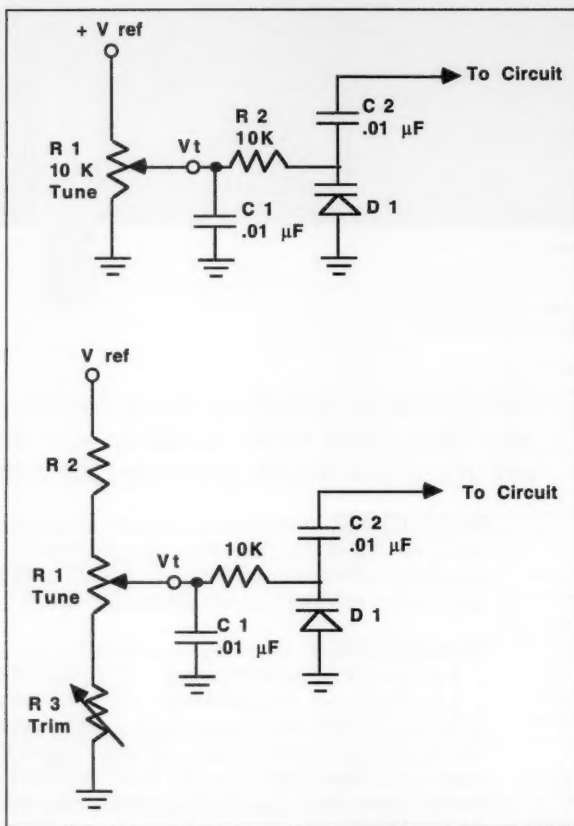 + V ref
To Circuit
C 2
.01 µF
R 2
10K
R 1
10 K
Tune
Vt
C 1
.01 µF
D 1
V ref
R 2
To Circuit
C 2
.01 µF
10K
R 1
Tune
Vt
C 1
.01 µF
D 1
R 3
Trim